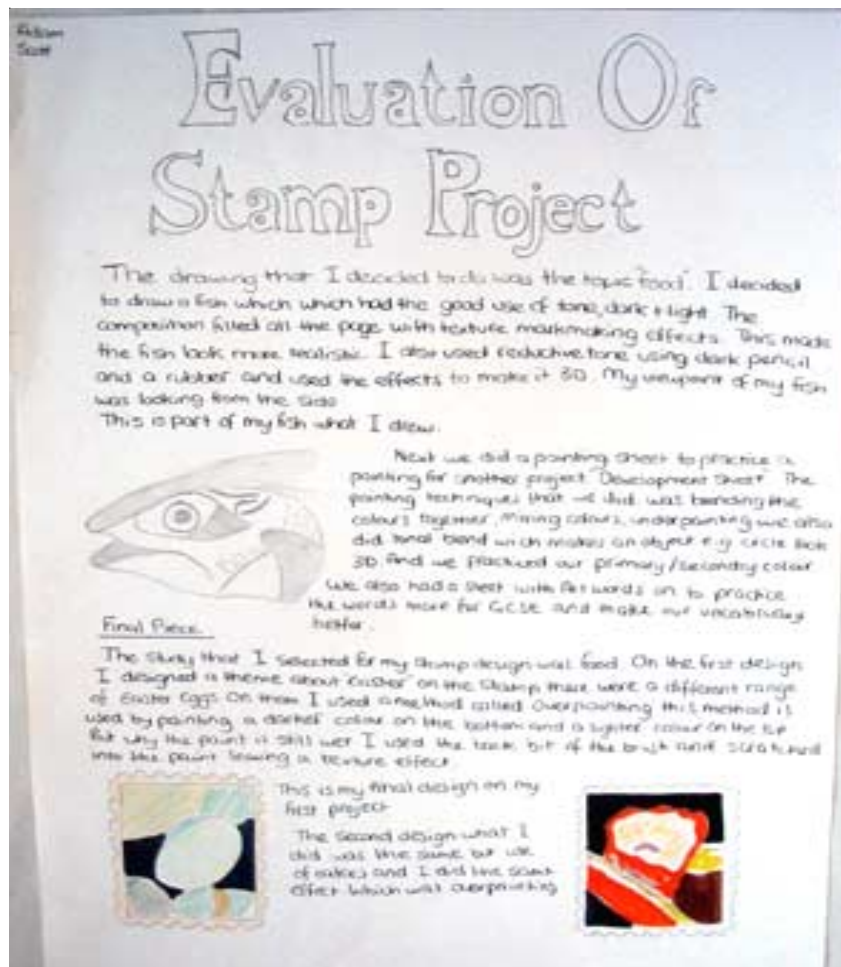 Scott
Evaluation Of
Stamp Project
The drawing that I decided to do was the topic "food". I decided
to draw a fish which which had the good use of tone, dark + light. The
composition filled all the page with texture markmaking effects. This made
the fish look more realistic. I also used reductive tone using dark pencil
and a rubber and used the effects to make it 3D. My viewpoint of my fish
was looking from the side
This is part of my fish what I drew.
Next we did a painting sheet to practice a
painting for another project "Development Sheet". The
painting techniques that we did was blending the
colours together, mixing colours, underpainting we also
did tonal blend which makes an object e.g circle look
3D. And we practiced our primary/secondry colour
We also had a sheet with Art words on to practice
the words more for GCSE and make our vocabulary
better.
Final Piece
The study that I selected for my stamp design was food. On the first design
I designed a theme about easter on the stamp there were a different range
of Easter Eggs on them I used a method called overpainting this method is
used by painting a darker colour on the bottom and a lighter colour on the top
but why the paint is still wet I used the back bit of the brush and scratched
into the paint leaving a texture effect.
This is my final design on my
first project
The second design what I
did was the same but use
of cakes and I did the same
effect which was overpainting